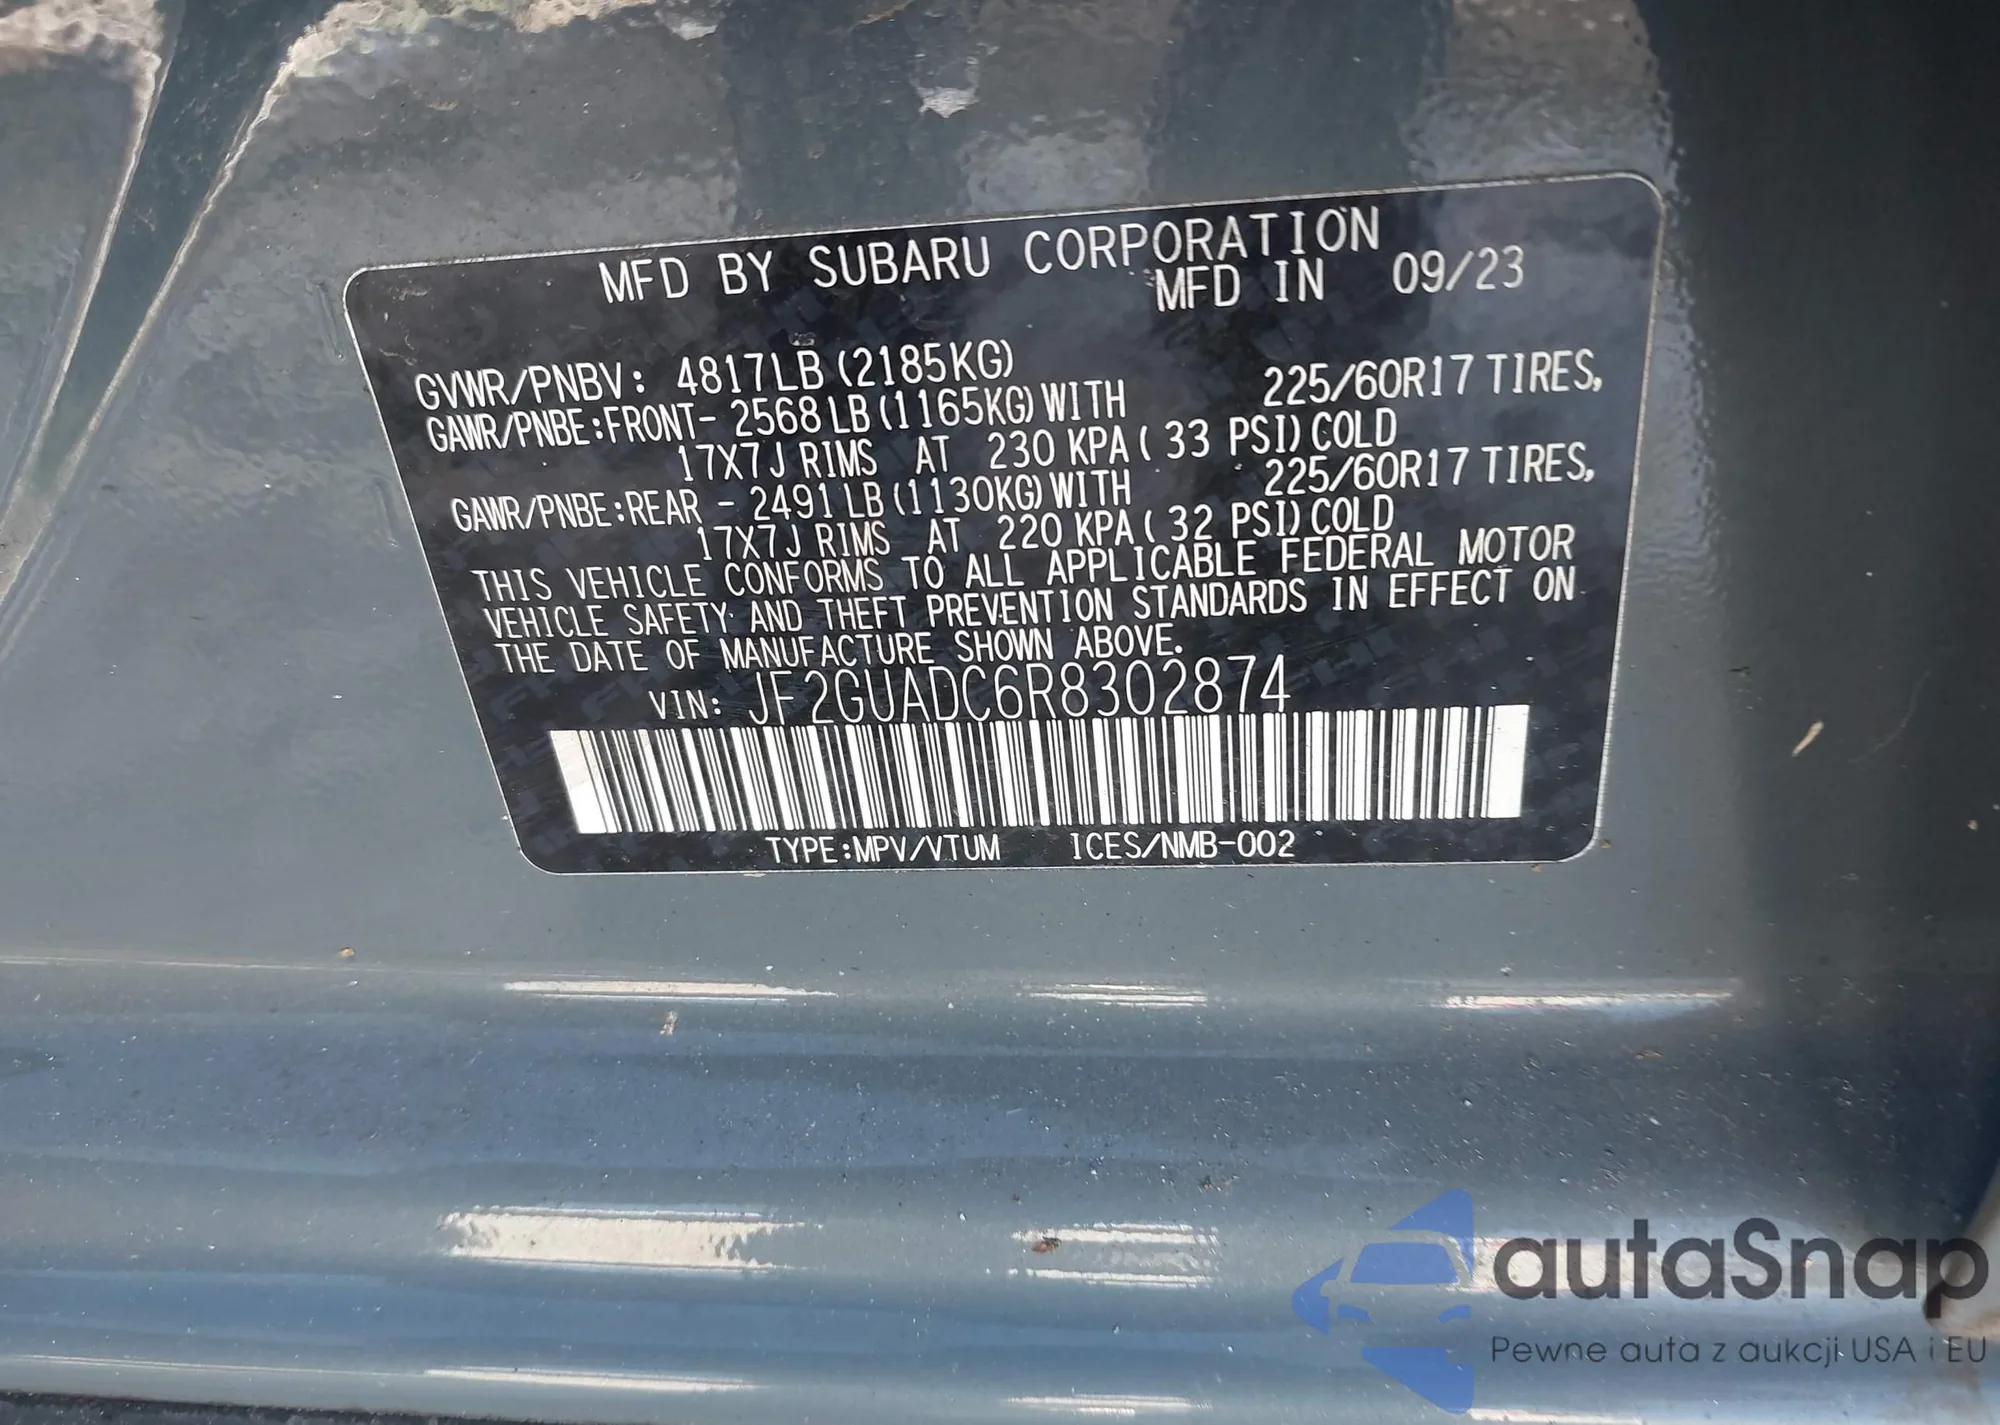 MFD BY SUBARU CORPORATION
MFD IN 09/23
GVWR/PNBV: 4817LB (2185KG)
GAWR/PNBE:FRONT- 2568 LB (1165KG) WITH 225/60R17 TIRES,
17X7J RIMS AT 230 KPA ( 33 PSI) COLD
GAWR/PNBE:REAR - 2491 LB (1130KG) WITH 225/60R17 TIRES,
17X7J RIMS AT 220 KPA ( 32 PSI) COLD
THIS VEHICLE CONFORMS TO ALL APPLICABLE FEDERAL MOTOR
VEHICLE SAFETY AND THEFT PREVENTION STANDARDS IN EFFECT ON
THE DATE OF MANUFACTURE SHOWN ABOVE.
VIN: JF2GUADC6R8302874
TYPE:MPV/VTUM ICES/NMB-002
autaSnap
Pewne auta z aukcji USA i EU